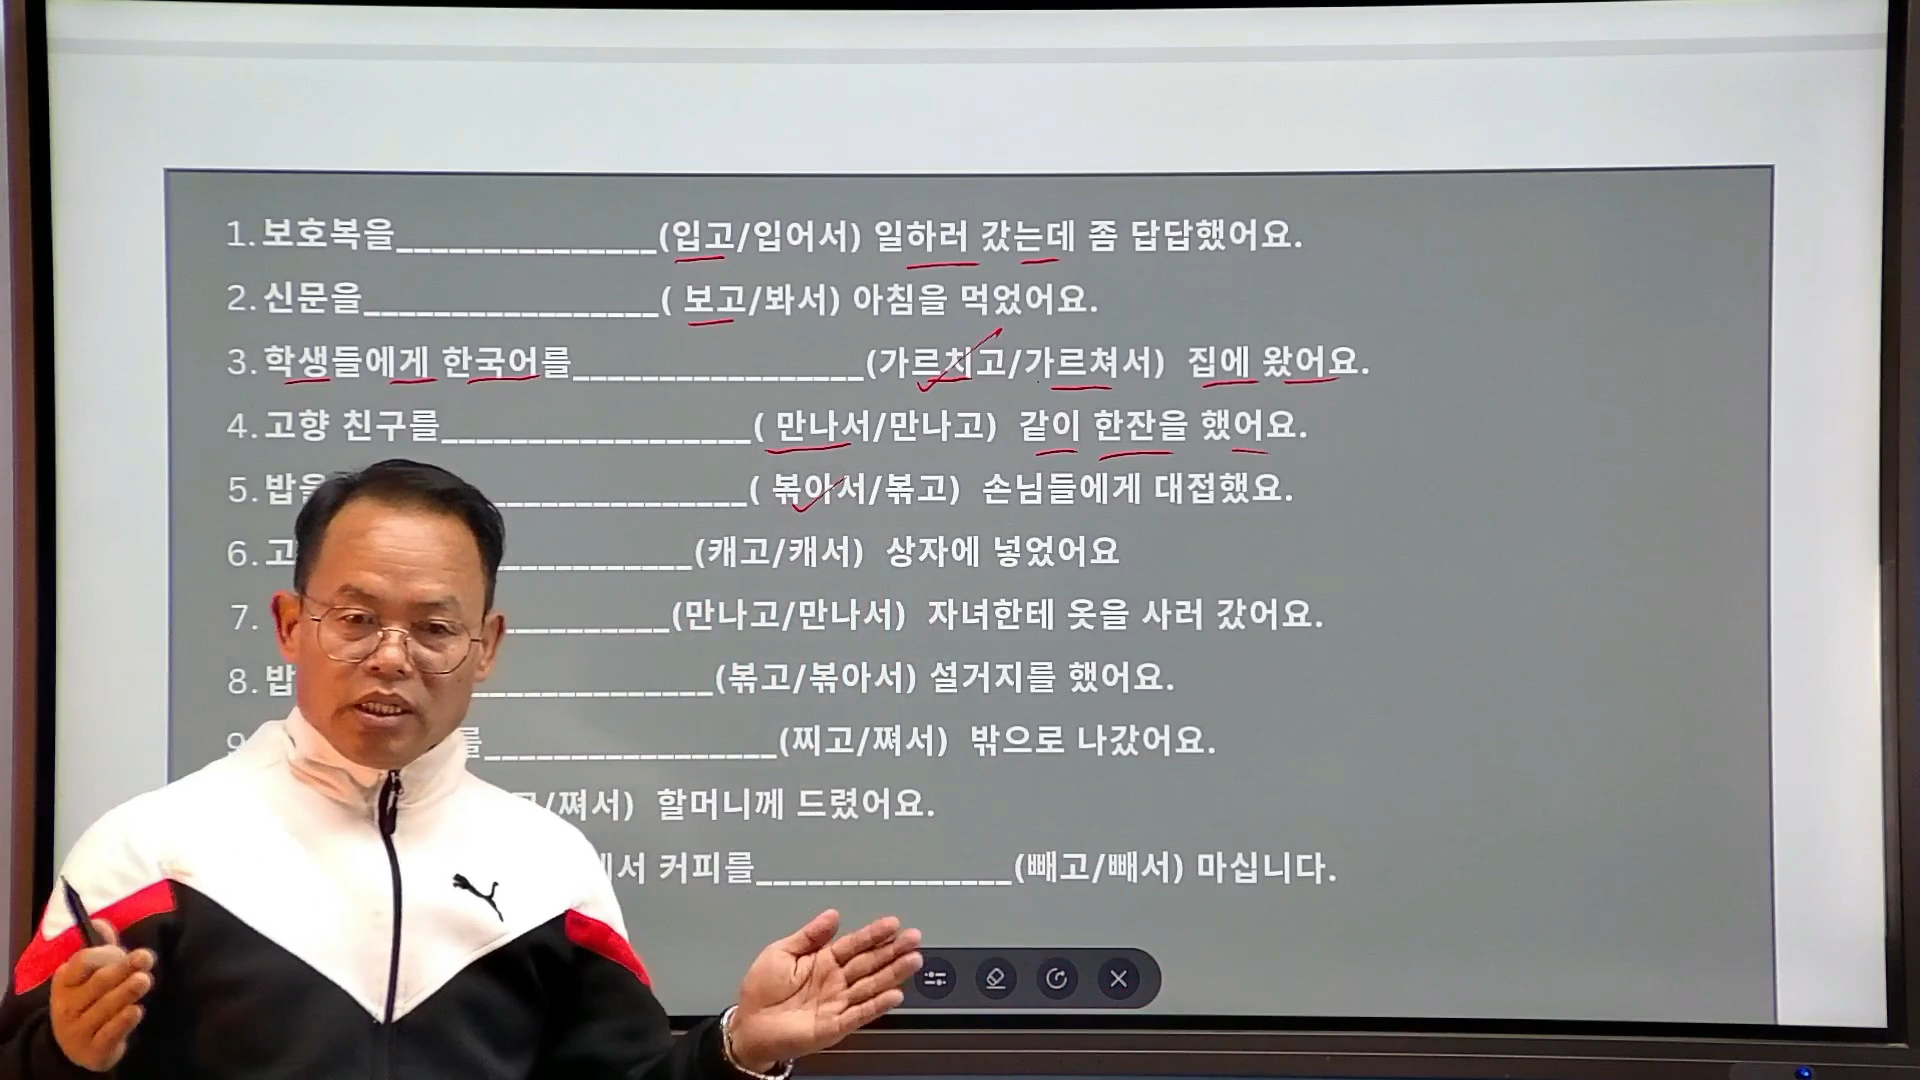 1. 보호복을_______________(입고/입어서) 일하러 갔는데 좀 답답했어요.
2. 신문을_________________( 보고/봐서) 아침을 먹었어요.
3. 학생들에게 한국어를_________________(가르치고/가르쳐서) 집에 왔어요.
4. 고향 친구를__________________( 만나서/만나고) 같이 한잔을 했어요.
5. 밥을_______________( 볶아서/볶고) 손님들에게 대접했요.
6. ___________(캐고/캐서) 상자에 넣었어요
7. __________(만나고/만나서) 자녀한테 옷을 사러 갔어요.
8. 밥______________(볶고/볶아서) 설거지를 했어요.
9 를_________________(찌고/쪄서) 밖으로 나갔어요.
/쪄서) 할머니께 드렸어요.
서 커피를_______________(빼고/빼서) 마십니다.